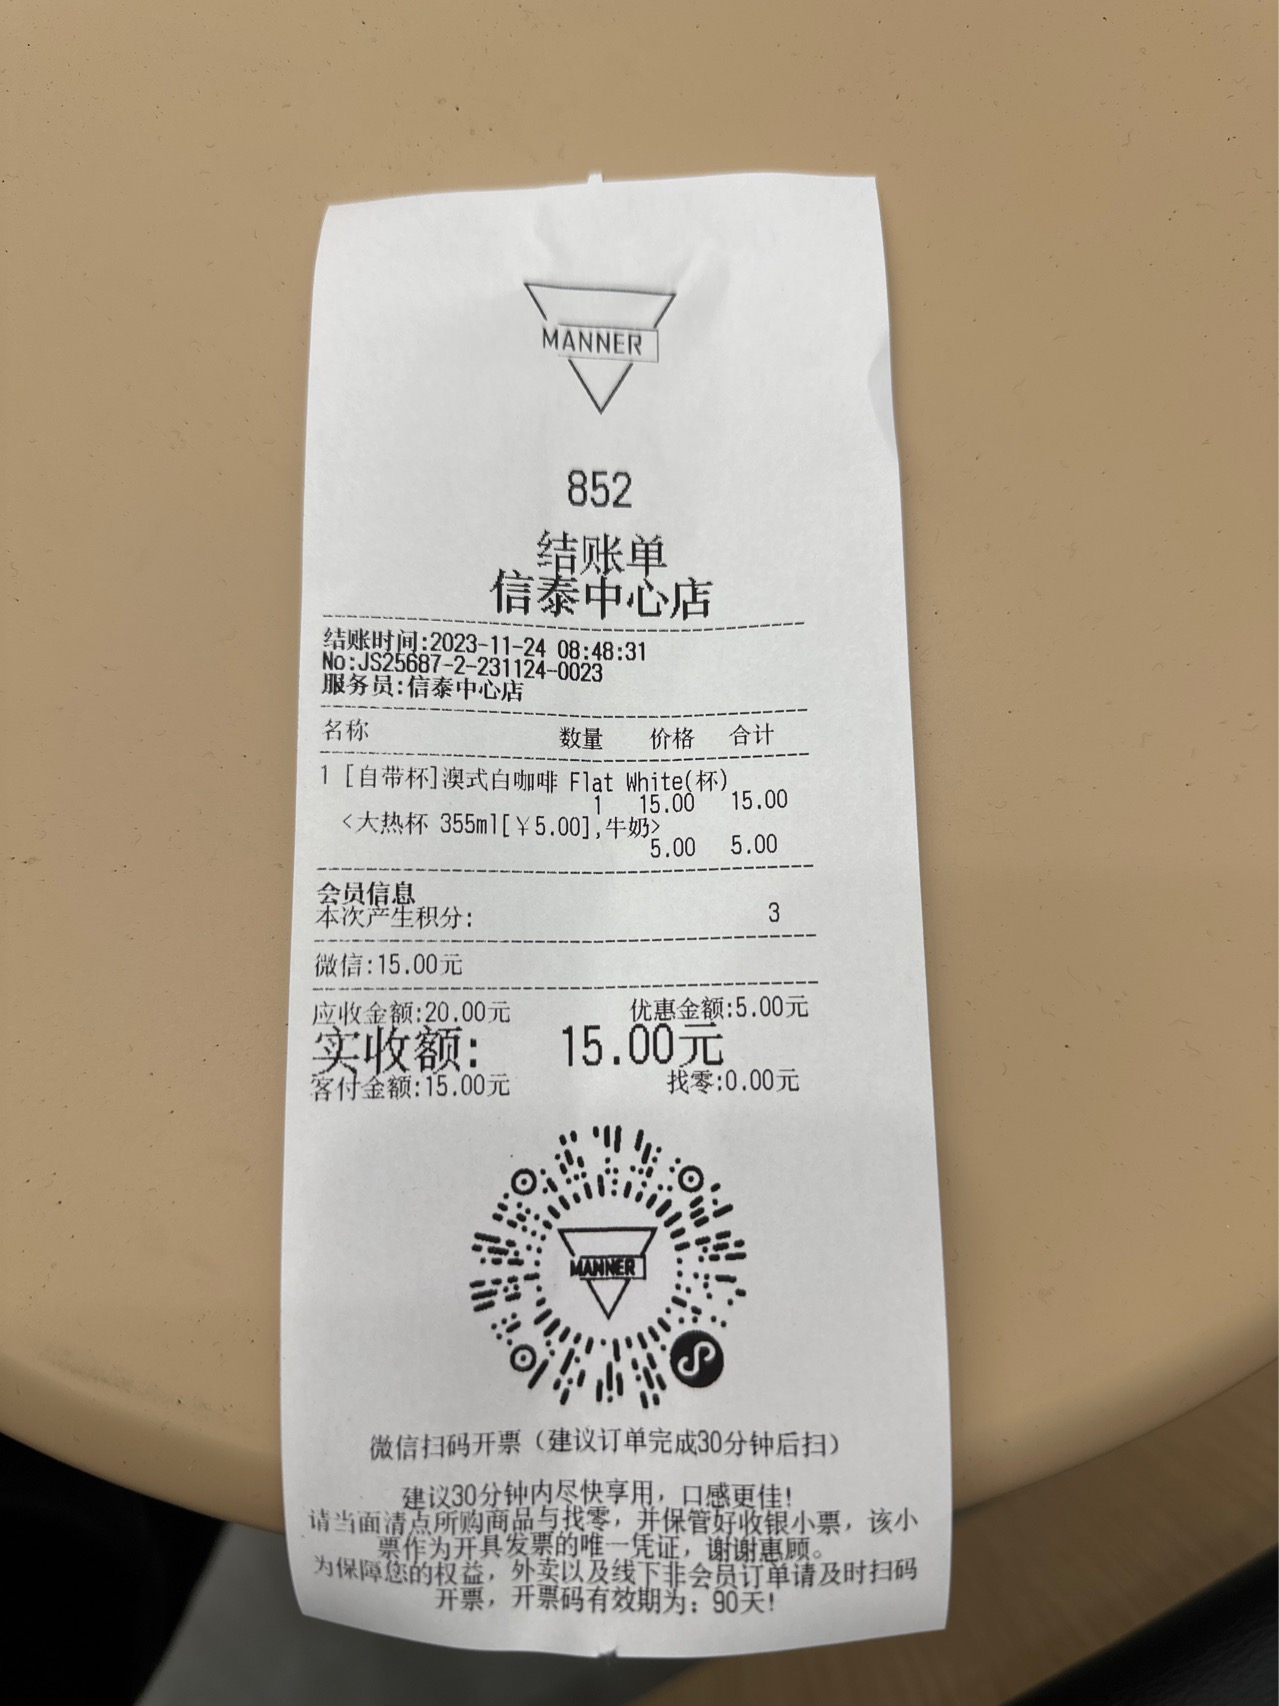 MANNER
852
结账单
信泰中心店
结账时间:2023-11-24 08:48:31
No:JS25687-2-231124-0023
服务员:信泰中心店
名称 数量 价格 合计
1 [自带杯]澳式白咖啡 Flat White(杯)
1 15.00 15.00
<大热杯 355ml[¥5.00],牛奶>
5.00 5.00
会员信息
本次产生积分: 3
微信:15.00元
应收金额:20.00元 优惠金额:5.00元
实收额: 15.00元
客付金额:15.00元 找零:0.00元
MANNER
微信扫码开票（建议订单完成30分钟后扫）
建议30分钟内尽快享用，口感更佳!
请当面清点所购商品与找零，并保管好收银小票，该小
票作为开具发票的唯一凭证，谢谢惠顾。
为保障您的权益，外卖以及线下非会员订单请及时扫码
开票，开票码有效期为：90天!